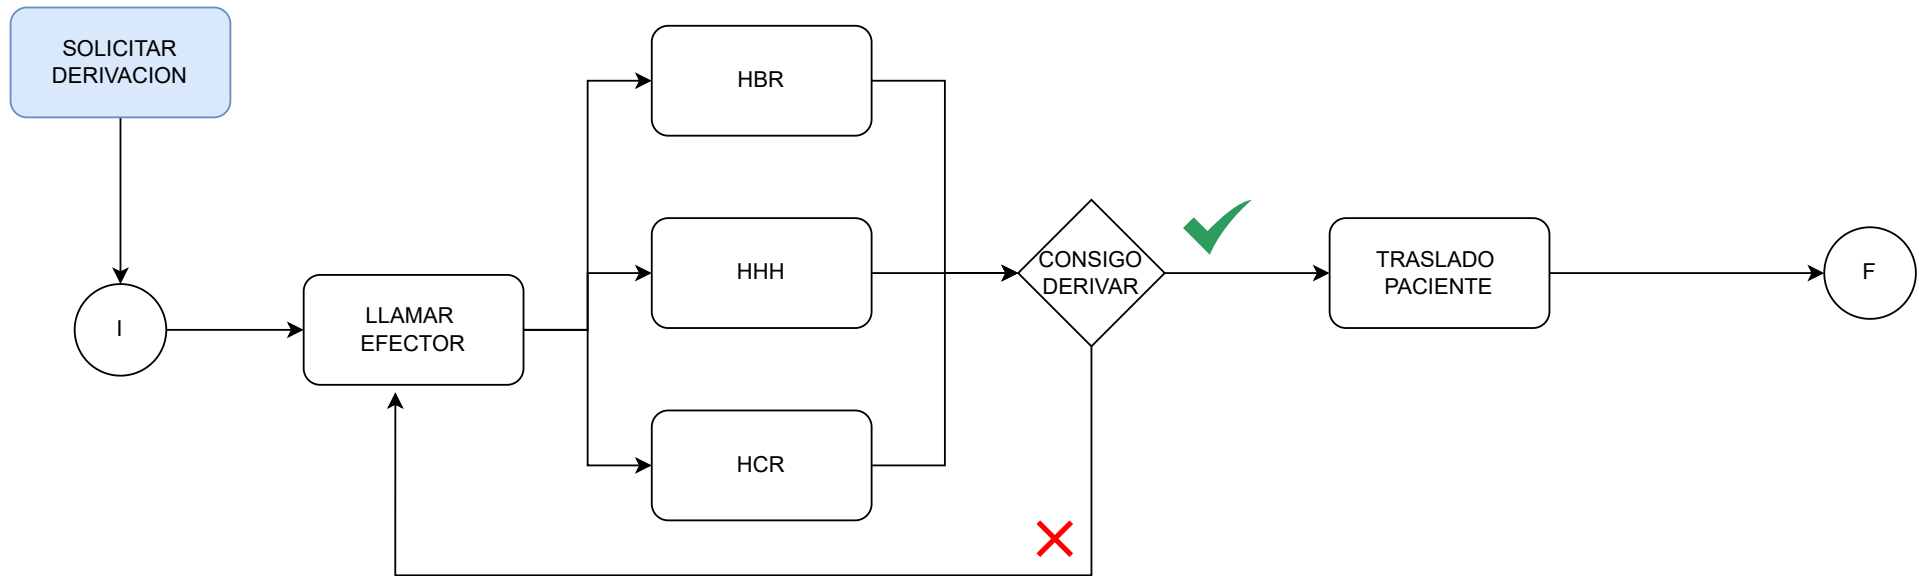 SOLICITAR
DERIVACION
I
LLAMAR
EFECTOR
HBR
HHH
HCR
CONSIGO
DERIVAR
TRASLADO
PACIENTE
F